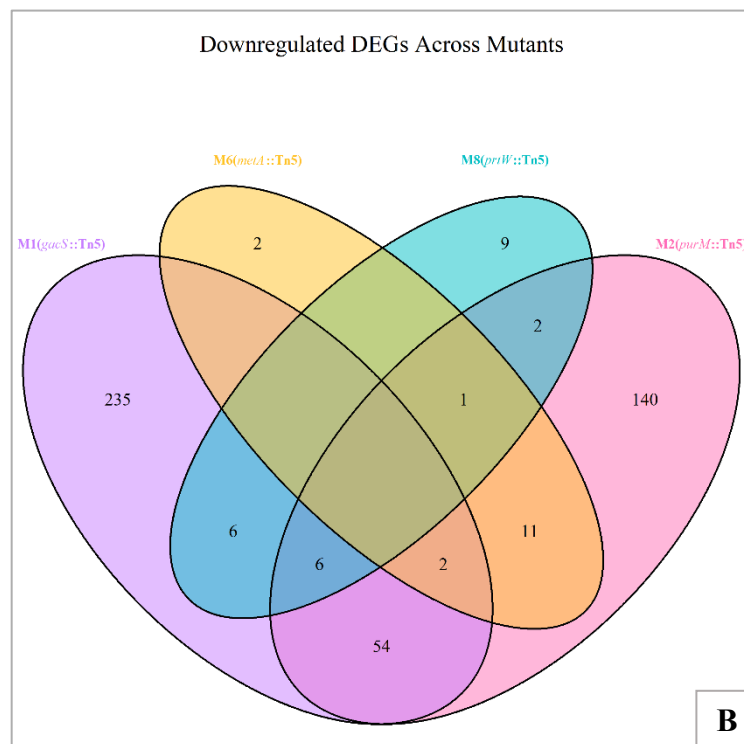 Downregulated DEGs Across Mutants
M6(metA::Tn5)
M8(prtW::Tn5)
M1(gacS::Tn5)
M2(purM::Tn5)
2
9
2
235
1
140
6
11
6
2
54
B